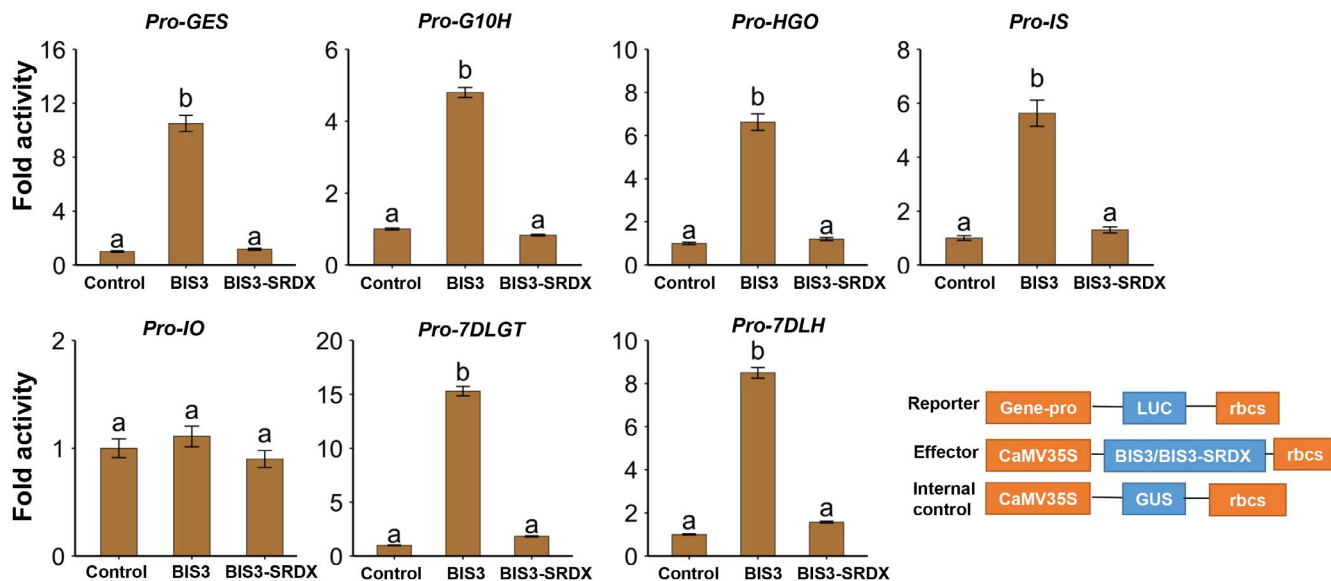 Pro-GES
Fold activity
16
12
8
4
0
b
a
a
Control BIS3 BIS3-SRDX
Pro-G10H
6
4
2
0
b
a
a
Control BIS3 BIS3-SRDX
Pro-HGO
10
8
6
4
2
0
b
a
a
Control BIS3 BIS3-SRDX
Pro-IS
8
6
4
2
0
b
a
a
Control BIS3 BIS3-SRDX
Pro-IO
Fold activity
2
1
0
a
a
a
Control BIS3 BIS3-SRDX
Pro-7DLGT
20
15
10
5
0
b
a
a
Control BIS3 BIS3-SRDX
Pro-7DLH
10
8
6
4
2
0
b
a
a
Control BIS3 BIS3-SRDX
Reporter Gene-pro LUC rbcs
Effector CaMV35S BIS3/BIS3-SRDX rbcs
Internal
control CaMV35S GUS rbcs